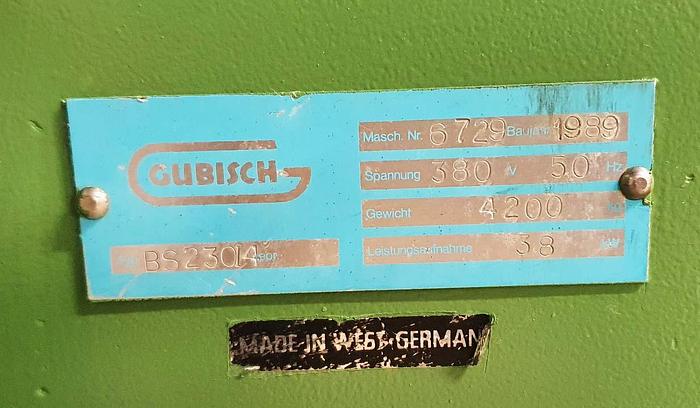 GUBISCH
BS23014
Masch. Nr. 6729 Baujahr 1989
Spannung 380 V 50 Hz
Gewicht 4200
Leistungsaufnahme 38 kW
MADE IN WEST-GERMAN